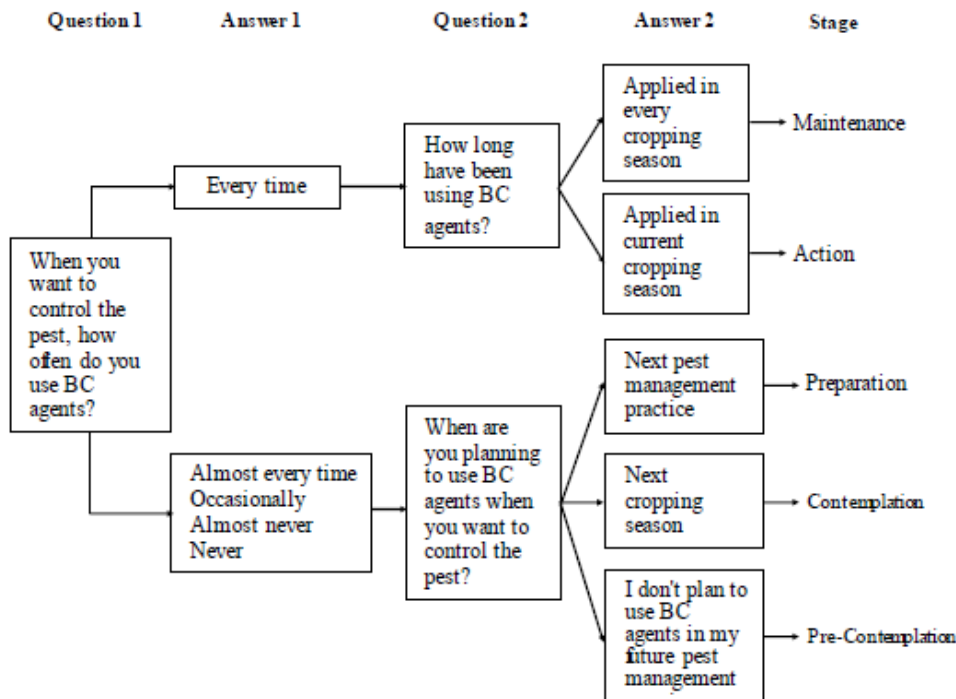 Question 1
Answer 1
Question 2
Answer 2
Stage
When you
want to
control the
pest, how
often do you
use BC
agents?
Every time
How long
have been
using BC
agents?
Applied in
every
cropping
season
Maintenance
Applied in
current
cropping
season
Action
Almost every time
Occasionally
Almost never
Never
When are
you planning
to use BC
agents when
you want to
control the
pest?
Next pest
management
practice
Preparation
Next
cropping
season
Contemplation
I don't plan to
use BC
agents in my
future pest
management
Pre-Contemplation